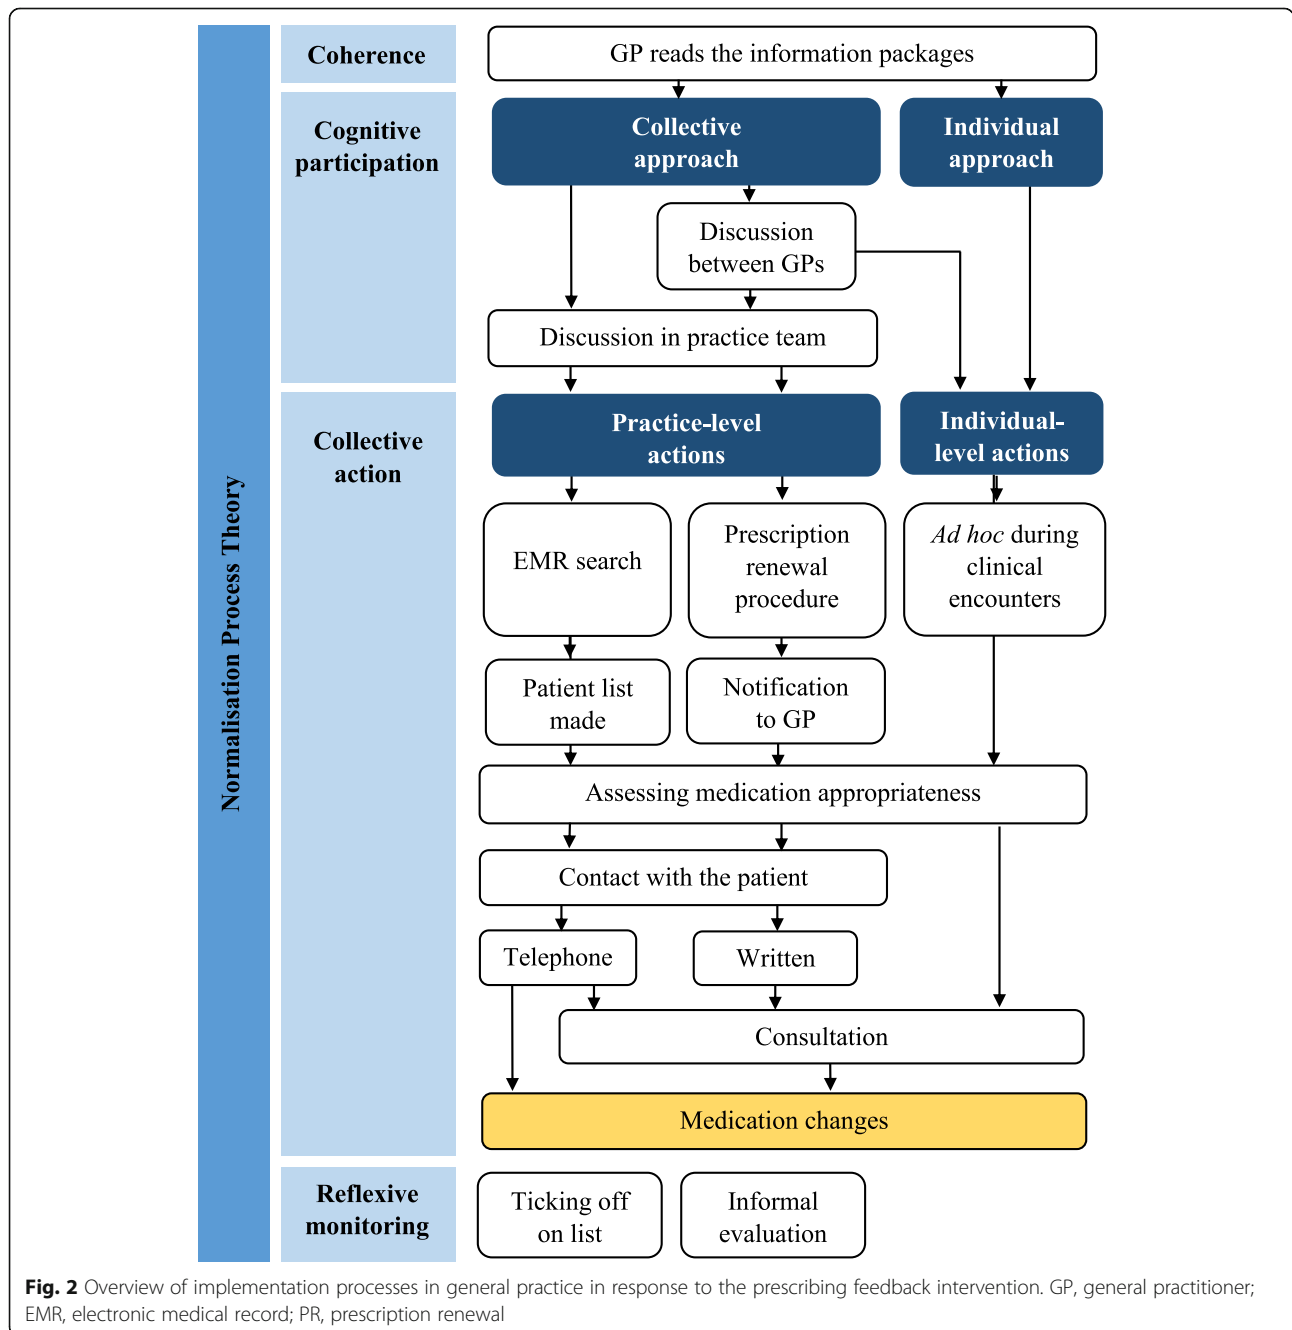 Normalisation Process Theory
Coherence
GP reads the information packages
Cognitive
participation
Collective
approach
Individual
approach
Discussion
between GPs
Discussion in practice team
Collective
action
Practice-level
actions
Individual-
level actions
EMR search
Prescription
renewal
procedure
Ad hoc during
clinical
encounters
Patient list
made
Notification
to GP
Assessing medication appropriateness
Contact with the patient
Telephone
Written
Consultation
Medication changes
Reflexive
monitoring
Ticking off
on list
Informal
evaluation
Fig. 2 Overview of implementation processes in general practice in response to the prescribing feedback intervention. GP, general practitioner;
EMR, electronic medical record; PR, prescription renewal